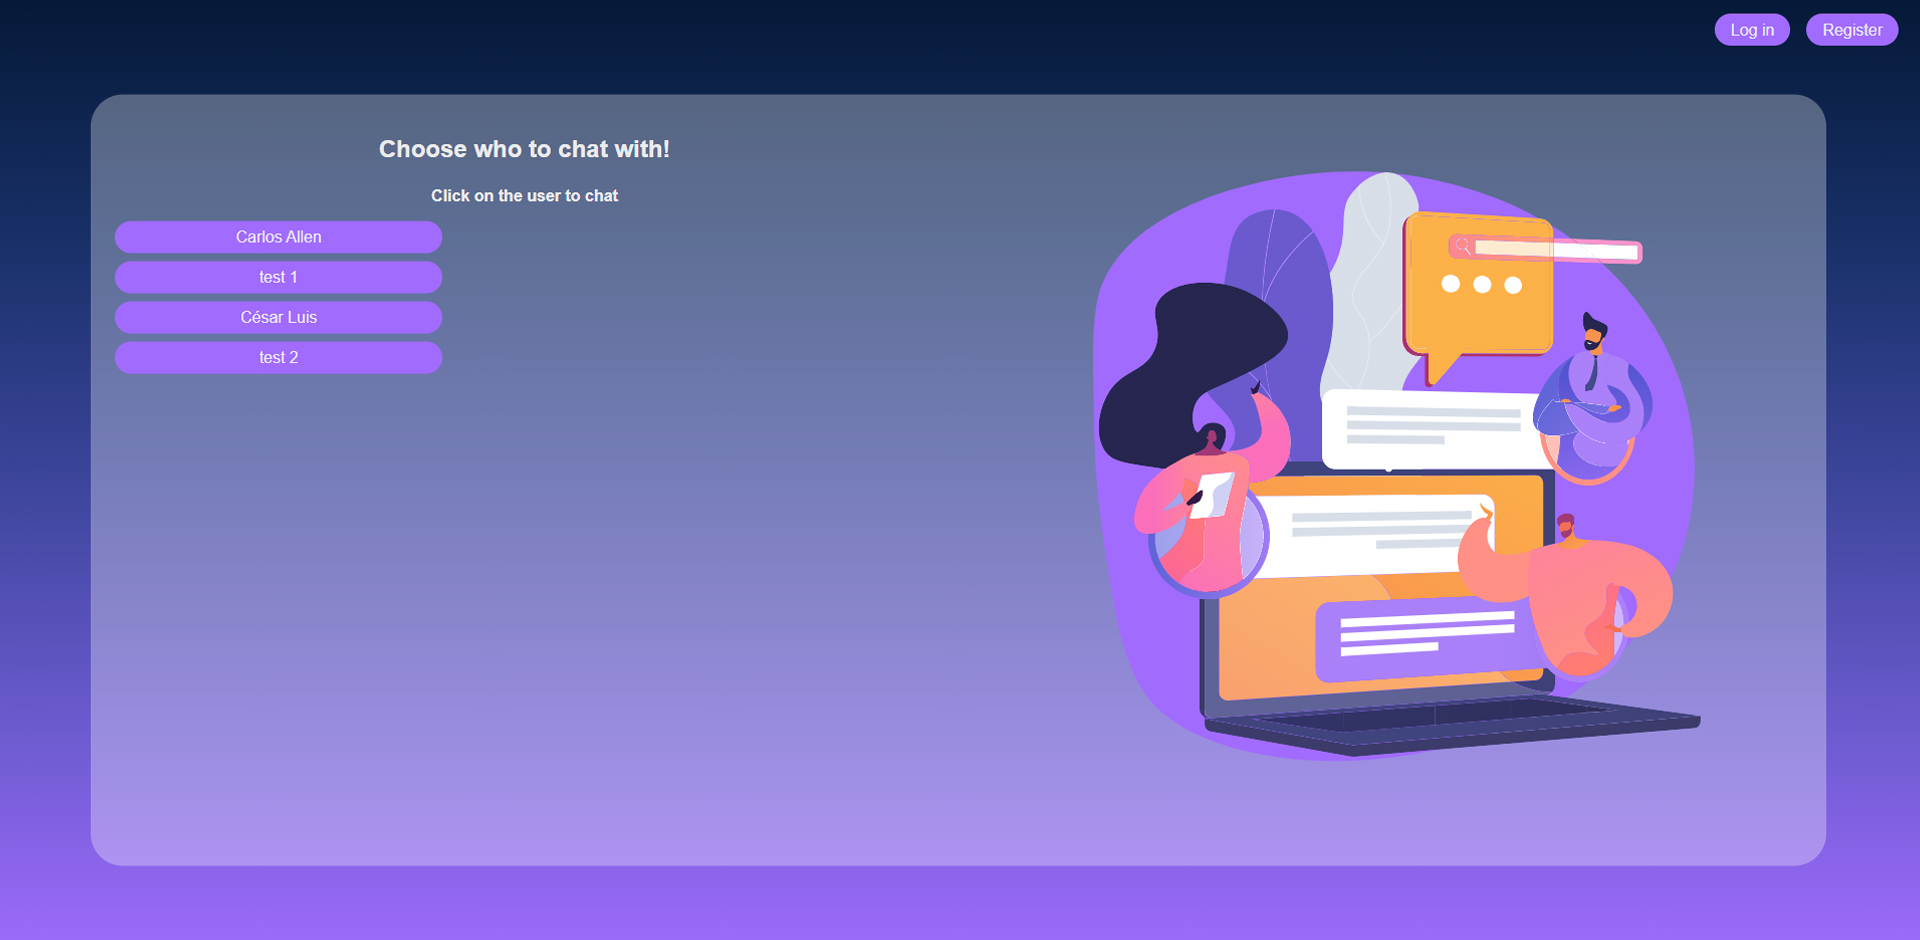 Log in
Register
Choose who to chat with!
Click on the user to chat
Carlos Allen
test 1
César Luis
test 2